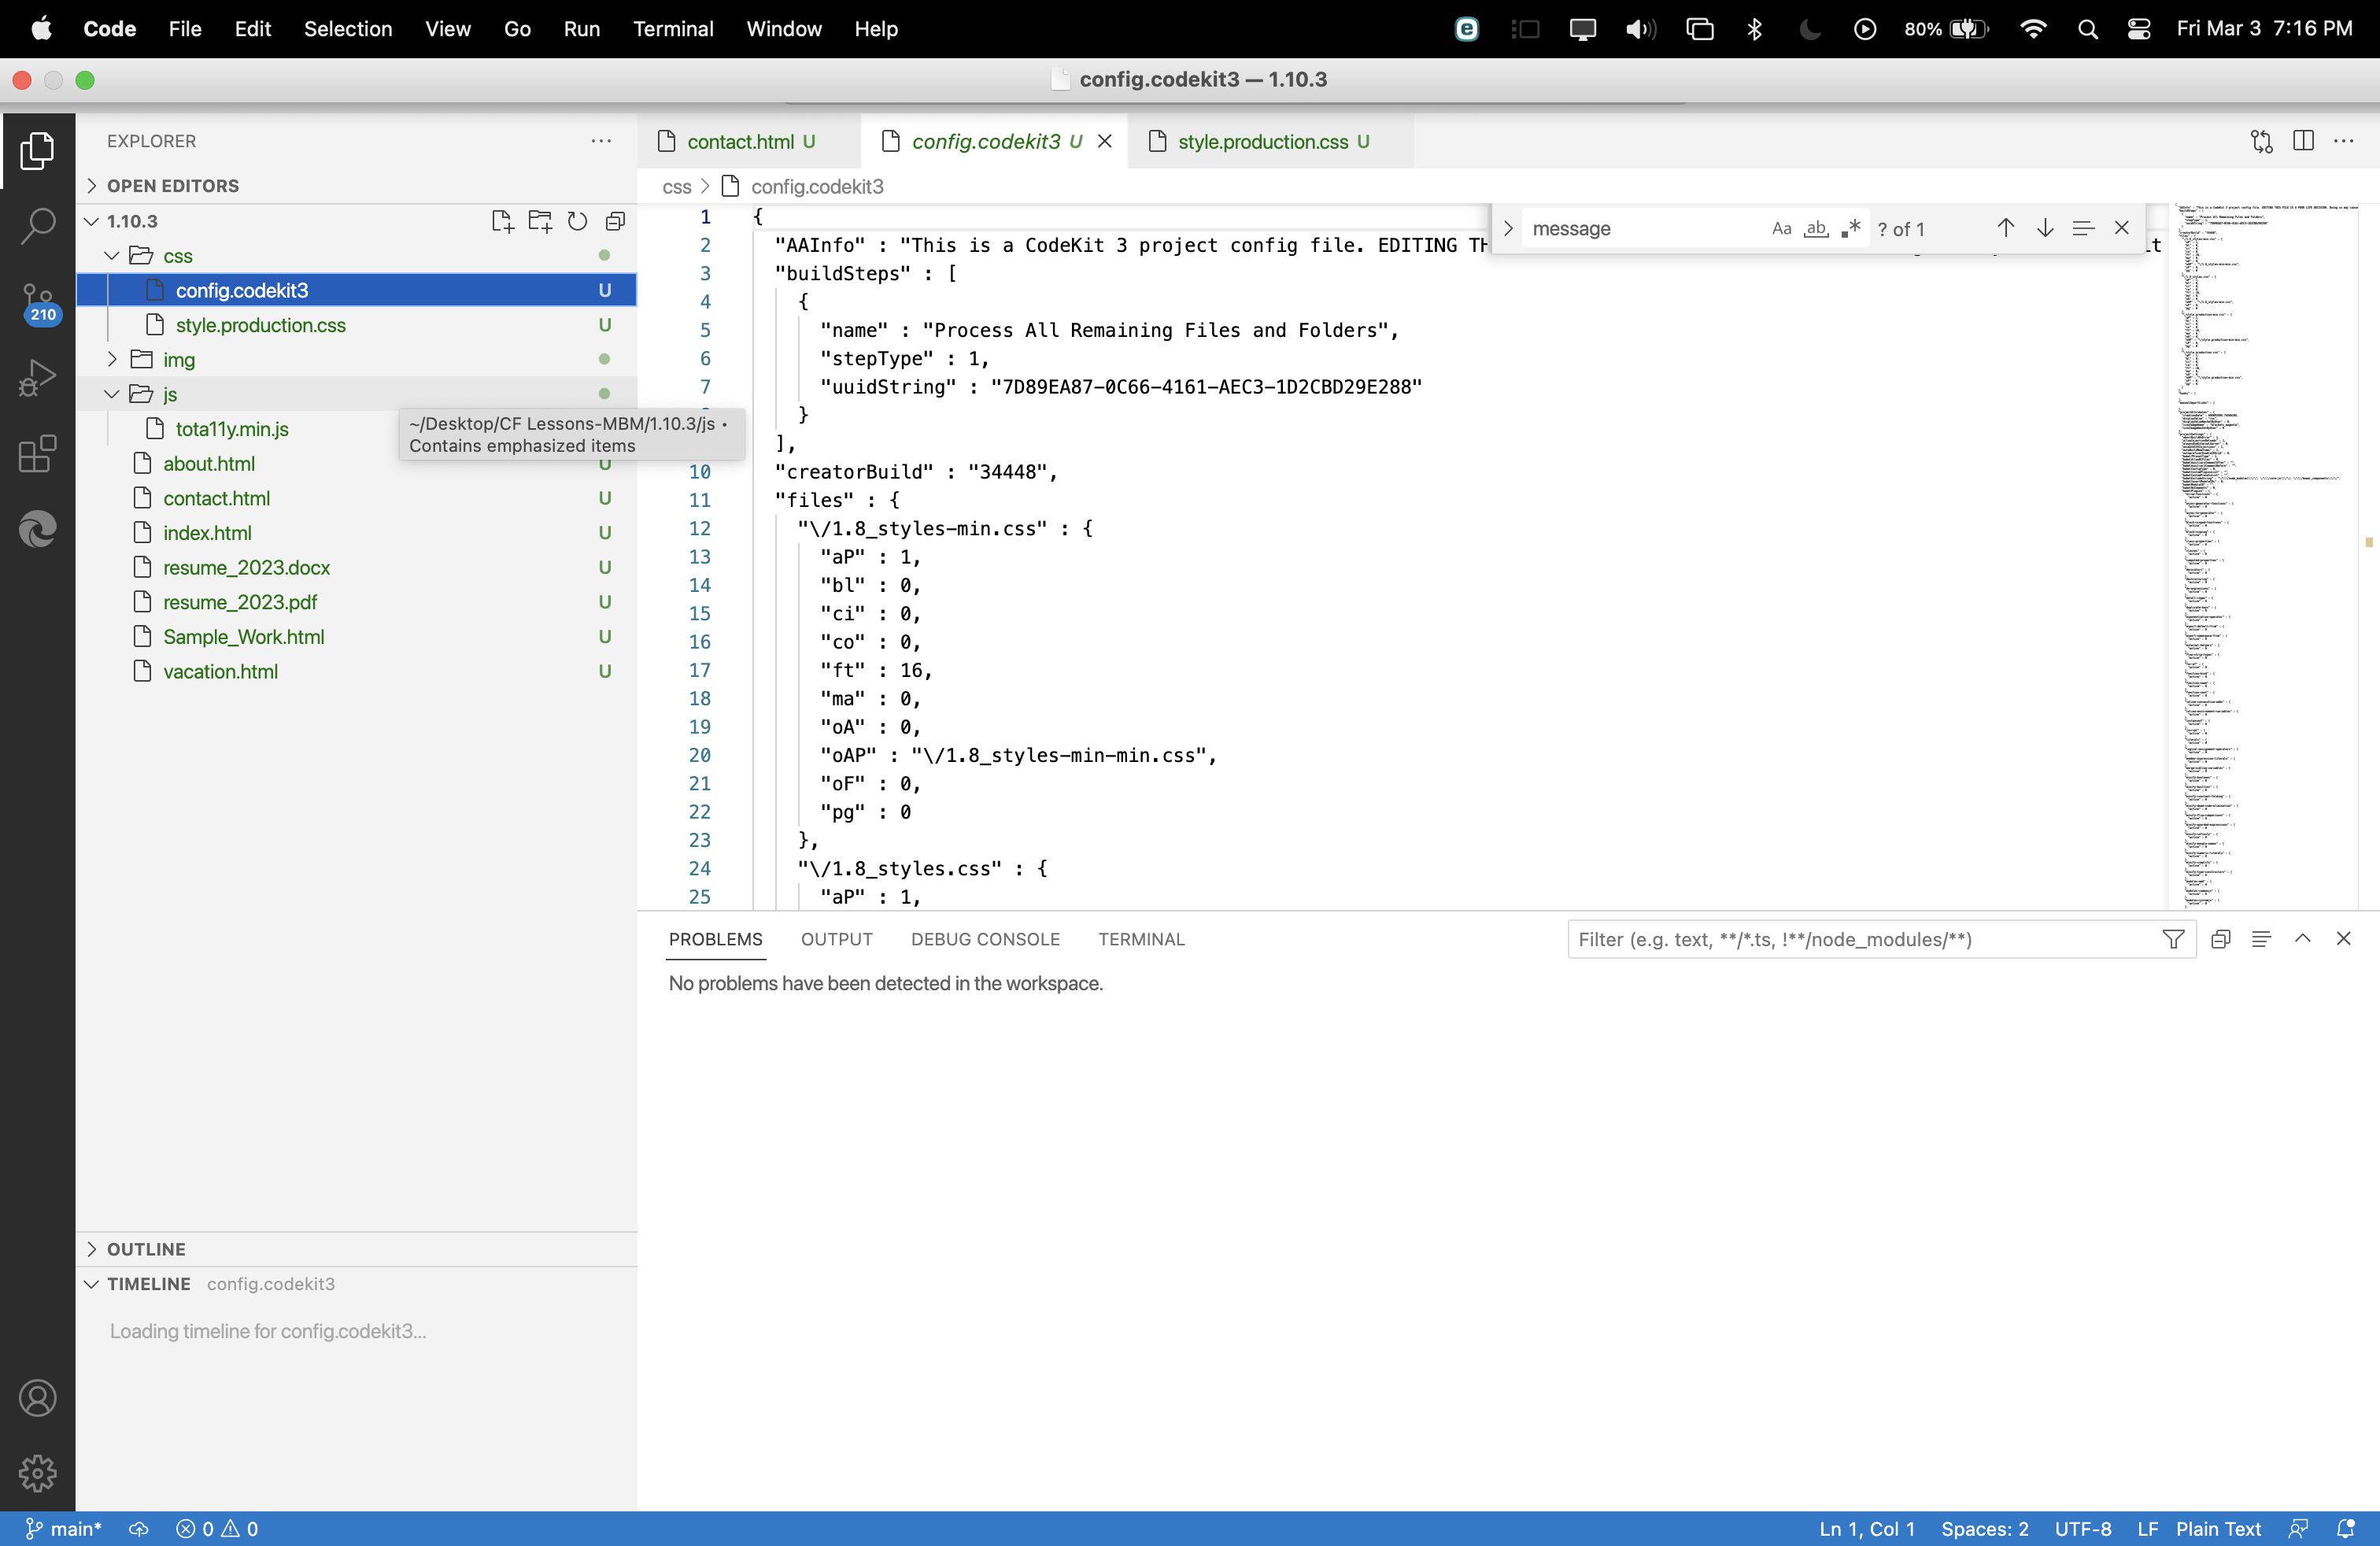 Code File Edit Selection View Go Run Terminal Window Help 80% Fri Mar 3 7:16 PM
config.codekit3 — 1.10.3
EXPLORER
OPEN EDITORS
1.10.3
css
config.codekit3 U
style.production.css U
img
js
tota11y.min.js
about.html U
contact.html U
index.html U
resume_2023.docx U
resume_2023.pdf U
Sample_Work.html U
vacation.html U
~/Desktop/CF Lessons-MBM/1.10.3/js •
Contains emphasized items
210
OUTLINE
TIMELINE config.codekit3
Loading timeline for config.codekit3...
contact.html U config.codekit3 U style.production.css U
css > config.codekit3
message Aa ab .* ? of 1
1 {
2 "AAInfo" : "This is a CodeKit 3 project config file. EDITING TH
3 "buildSteps" : [
4 {
5 "name" : "Process All Remaining Files and Folders",
6 "stepType" : 1,
7 "uuidString" : "7D89EA87-0C66-4161-AEC3-1D2CBD29E288"
}
],
10 "creatorBuild" : "34448",
11 "files" : {
12 "\/1.8_styles-min.css" : {
13 "aP" : 1,
14 "bl" : 0,
15 "ci" : 0,
16 "co" : 0,
17 "ft" : 16,
18 "ma" : 0,
19 "oA" : 0,
20 "oAP" : "\/1.8_styles-min-min.css",
21 "oF" : 0,
22 "pg" : 0
23 },
24 "\/1.8_styles.css" : {
25 "aP" : 1,
PROBLEMS OUTPUT DEBUG CONSOLE TERMINAL Filter (e.g. text, **/*.ts, !**/node_modules/**)
No problems have been detected in the workspace.
main* 0 0 Ln 1, Col 1 Spaces: 2 UTF-8 LF Plain Text